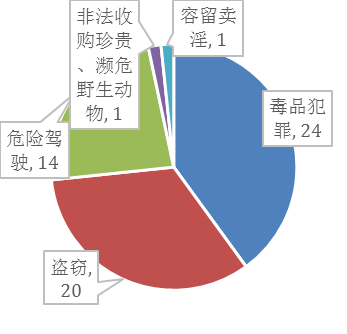 非法收
购珍贵
、濒危
野生动
物, 1
容留卖
淫, 1
毒品犯
罪, 24
危险驾
驶, 14
盗窃,
20